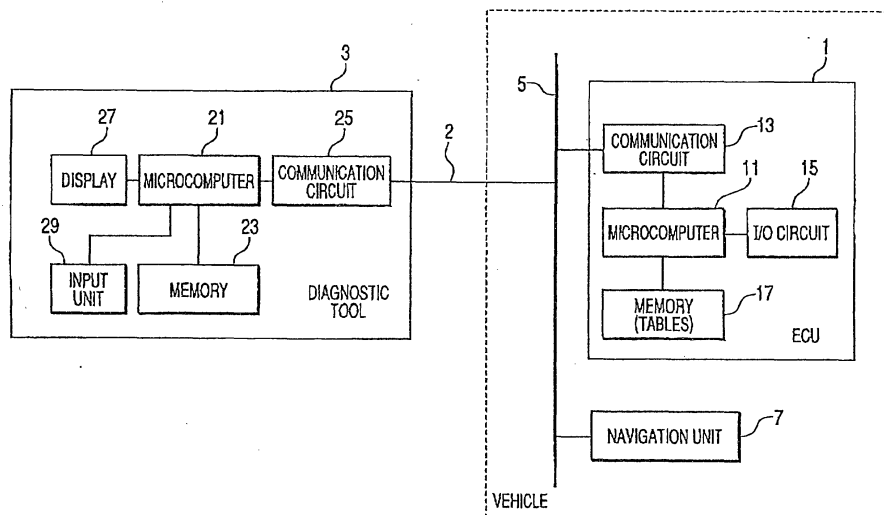 3
27
21
25
DISPLAY
MICROCOMPUTER
COMMUNICATION
CIRCUIT
29
23
INPUT
UNIT
MEMORY
DIAGNOSTIC
TOOL
2
5
1
COMMUNICATION
CIRCUIT
13
11
15
MICROCOMPUTER
I/O CIRCUIT
MEMORY
(TABLES)
17
ECU
NAVIGATION UNIT
7
VEHICLE